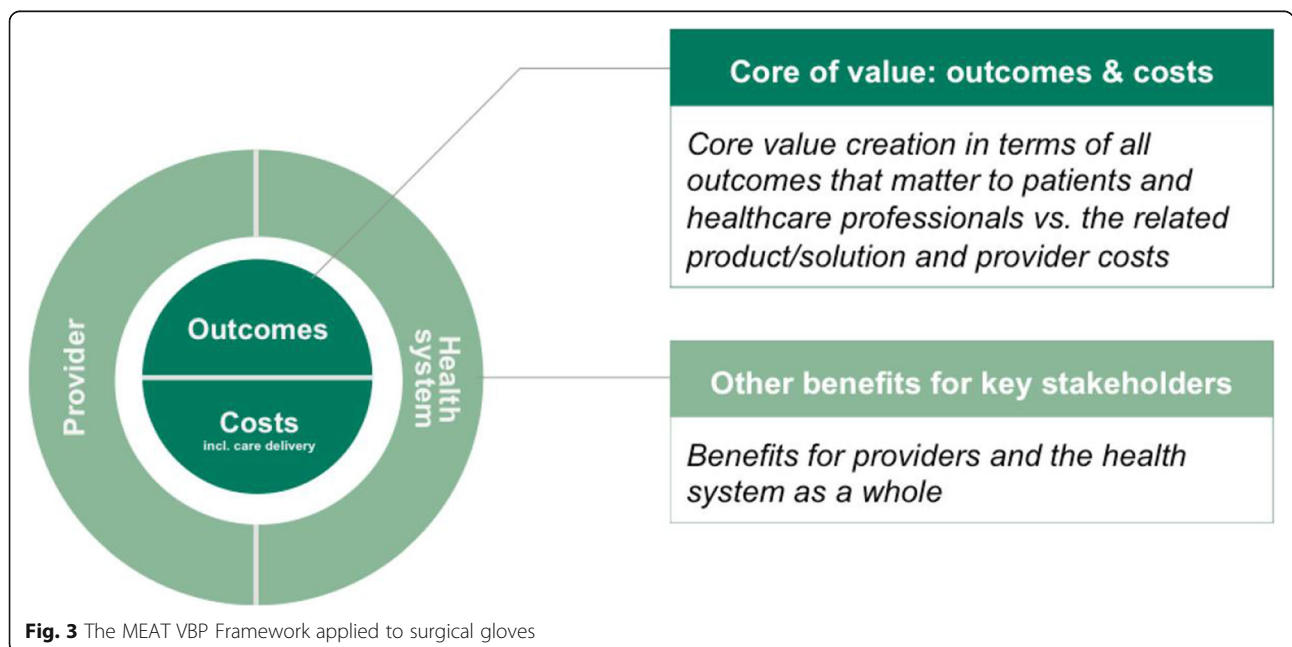 Provider
Outcomes
Costs
incl. care delivery
Health
system
Core of value: outcomes & costs
Core value creation in terms of all
outcomes that matter to patients and
healthcare professionals vs. the related
product/solution and provider costs
Other benefits for key stakeholders
Benefits for providers and the health
system as a whole
Fig. 3 The MEAT VBP Framework applied to surgical gloves